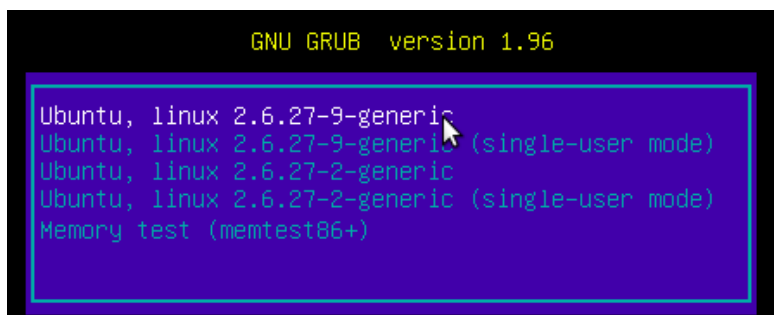 GNU GRUB version 1.96
Ubuntu, linux 2.6.27-9-generic
Ubuntu, linux 2.6.27-9-generic (single-user mode)
Ubuntu, linux 2.6.27-2-generic
Ubuntu, linux 2.6.27-2-generic (single-user mode)
Memory test (memtest86+)